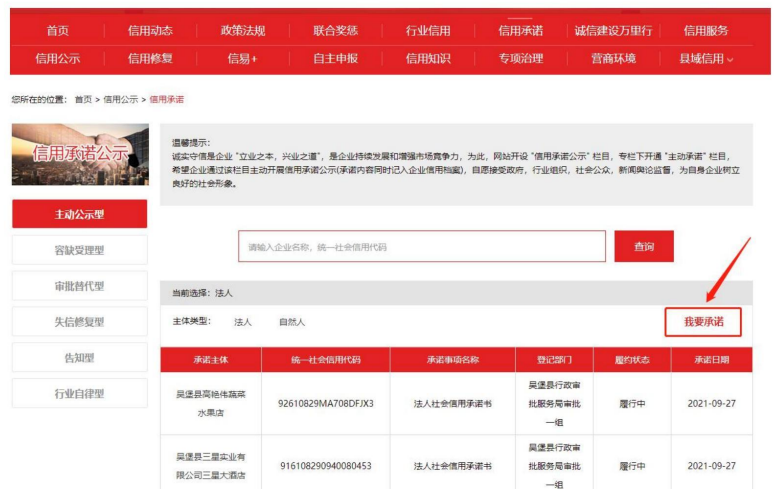 首页 信用动态 政策法规 联合奖惩 行业信用 信用承诺 诚信建设万里行 信用服务
信用公示 信用修复 信易+ 自主申报 信用知识 专项治理 营商环境 县域信用
您所在的位置： 首页 > 信用公示 > 信用承诺
信用承诺公示
温馨提示：
诚实守信是企业 "立业之本，兴业之道"，是企业持续发展和增强市场竞争力，为此，网站开设 "信用承诺公示" 栏目，专栏下开通 "主动承诺" 栏目，
希望企业通过该栏目主动开展信用承诺公示(承诺内容同时记入企业信用档案)，自愿接受政府，行业组织，社会公众，新闻舆论监督，为自身企业树立
良好的社会形象。
主动公示型
容缺受理型
审批替代型
失信修复型
告知型
行业自律型
请输入企业名称，统一社会信用代码
查询
当前选择：法人
主体类型： 法人 自然人
我要承诺
承诺主体 统一社会信用代码 承诺事项名称 登记部门 履约状态 承诺日期
吴堡县高艳伟蔬菜
水果店
92610829MA708DFJX3
法人社会信用承诺书
吴堡县行政审
批服务局审批
一组
履行中
2021-09-27
吴堡县三星实业有
限公司三星大酒店
916108290940080453
法人社会信用承诺书
吴堡县行政审
批服务局审批
一组
履行中
2021-09-27